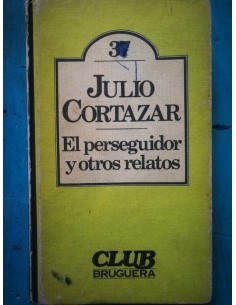 37
JULIO
CORTAZAR
El perseguidor
y otros relatos
CLUB
BRUGUERA